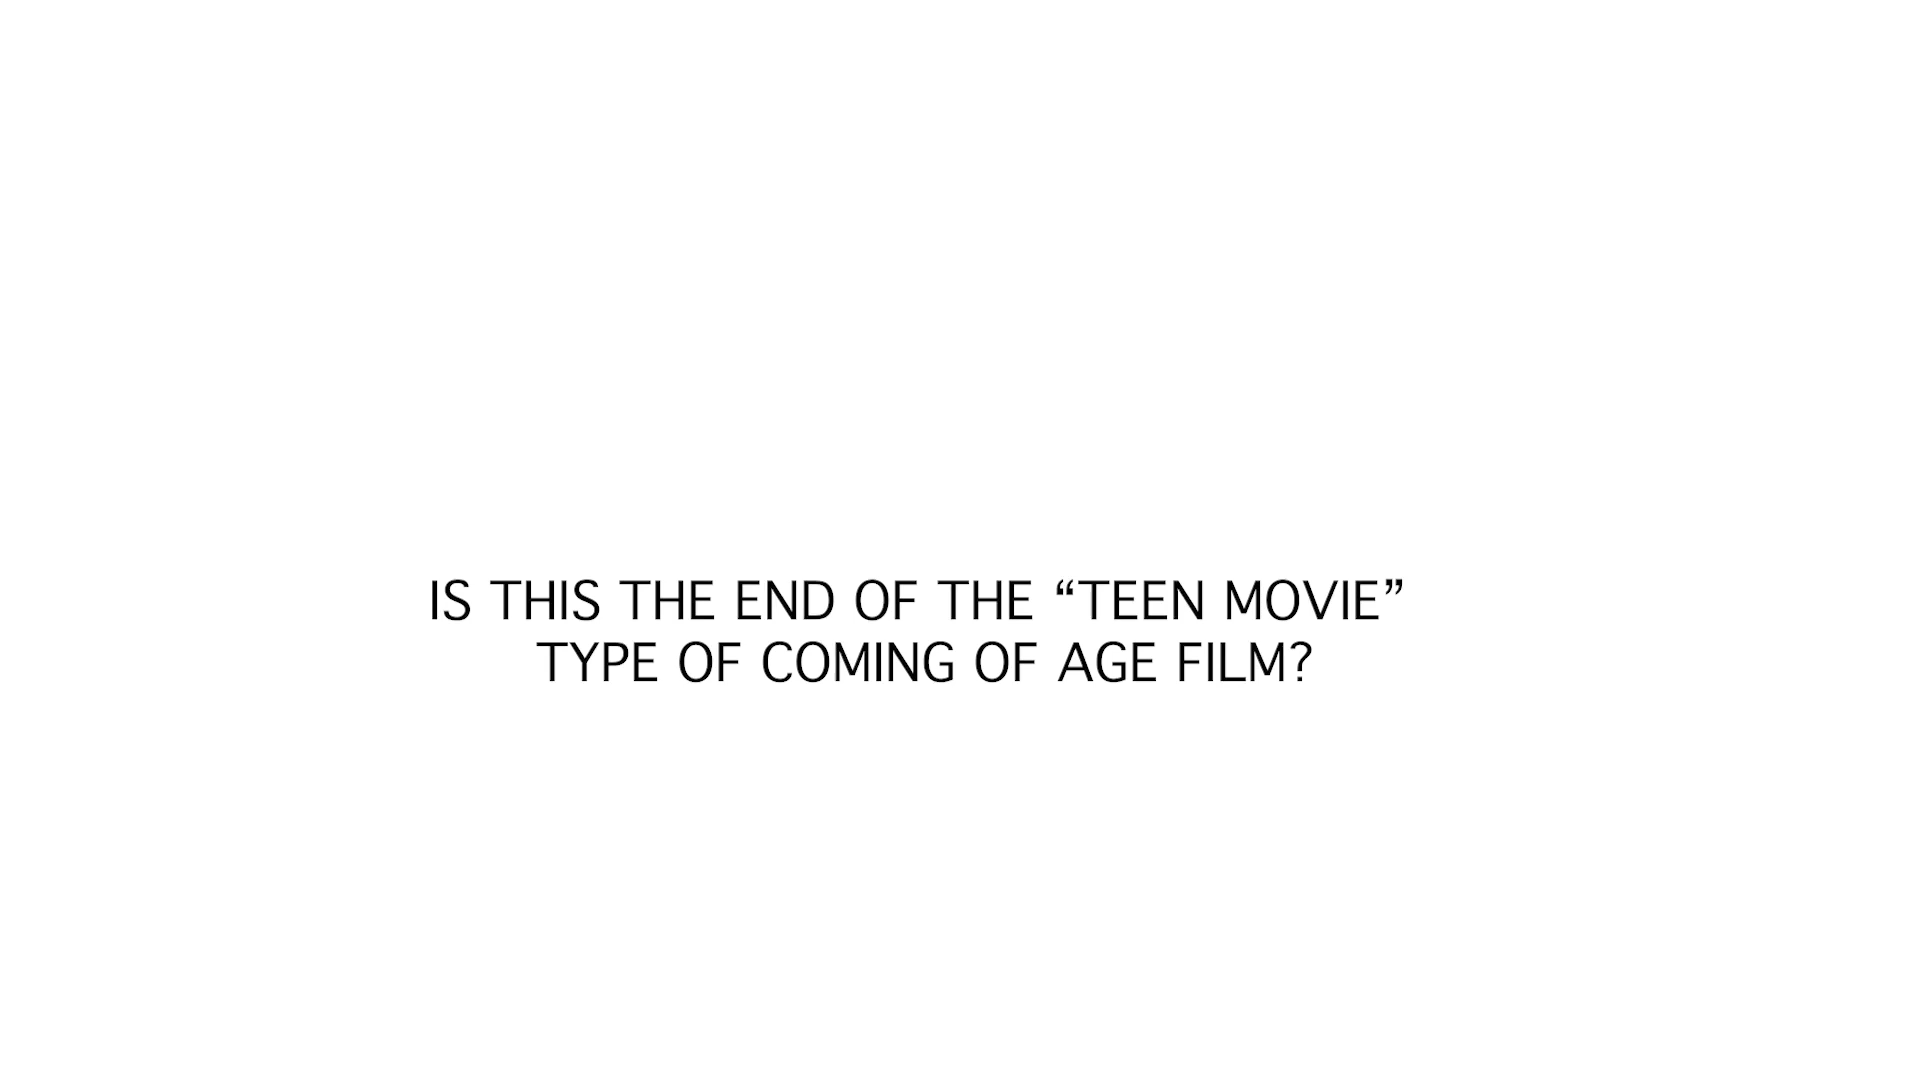 IS THIS THE END OF THE “TEEN MOVIE”
TYPE OF COMING OF AGE FILM?